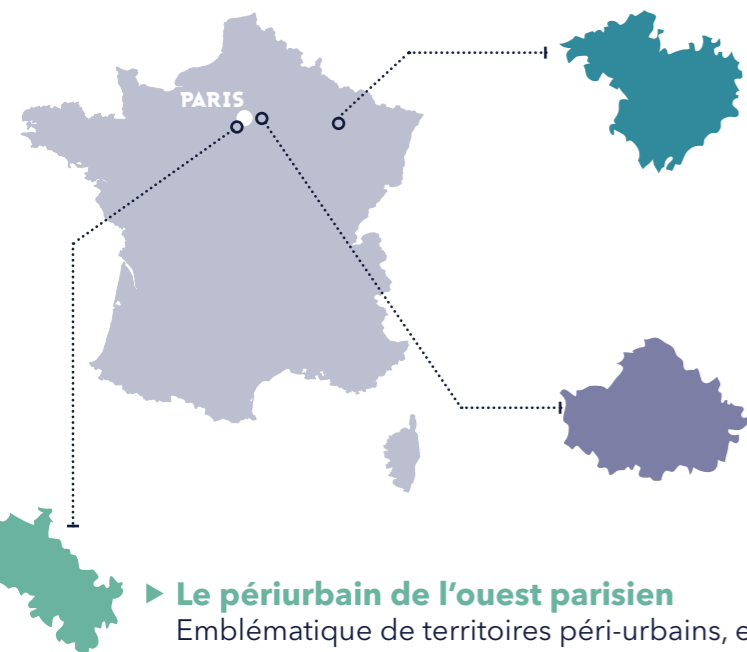 PARIS
▶ Le périurbain de l'ouest parisien
Emblématique de territoires péri-urbains, e